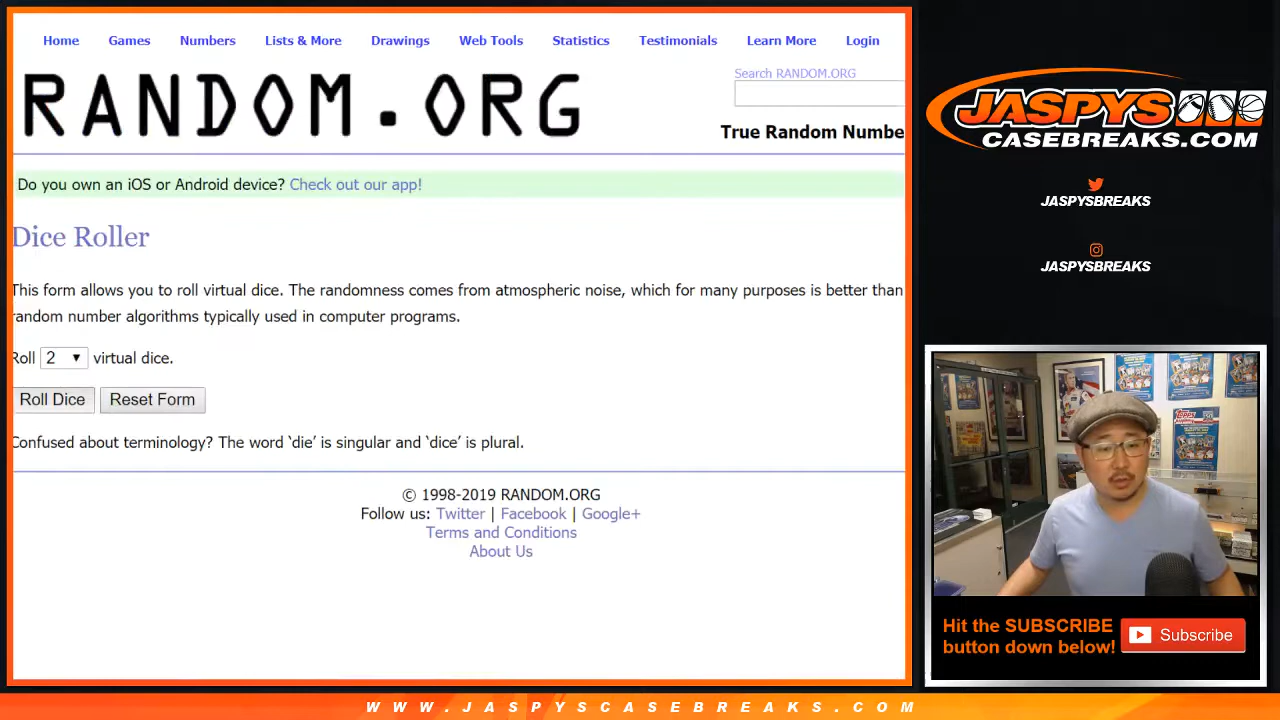 Home Games Numbers Lists & More Drawings Web Tools Statistics Testimonials Learn More Login
RANDOM.ORG
Search RANDOM.ORG
True Random Numbe
Do you own an iOS or Android device? Check out our app!
Dice Roller
This form allows you to roll virtual dice. The randomness comes from atmospheric noise, which for many purposes is better than
random number algorithms typically used in computer programs.
Roll 2 virtual dice.
Roll Dice Reset Form
Confused about terminology? The word ‘die’ is singular and ‘dice’ is plural.
© 1998-2019 RANDOM.ORG
Follow us: Twitter | Facebook | Google+
Terms and Conditions
About Us
JASPYS
CASEBREAKS.COM
JASPYSBREAKS
JASPYSBREAKS
Topps
Hit the SUBSCRIBE
button down below!
Subscribe
WWW.JASPYSCASEBREAKS.COM